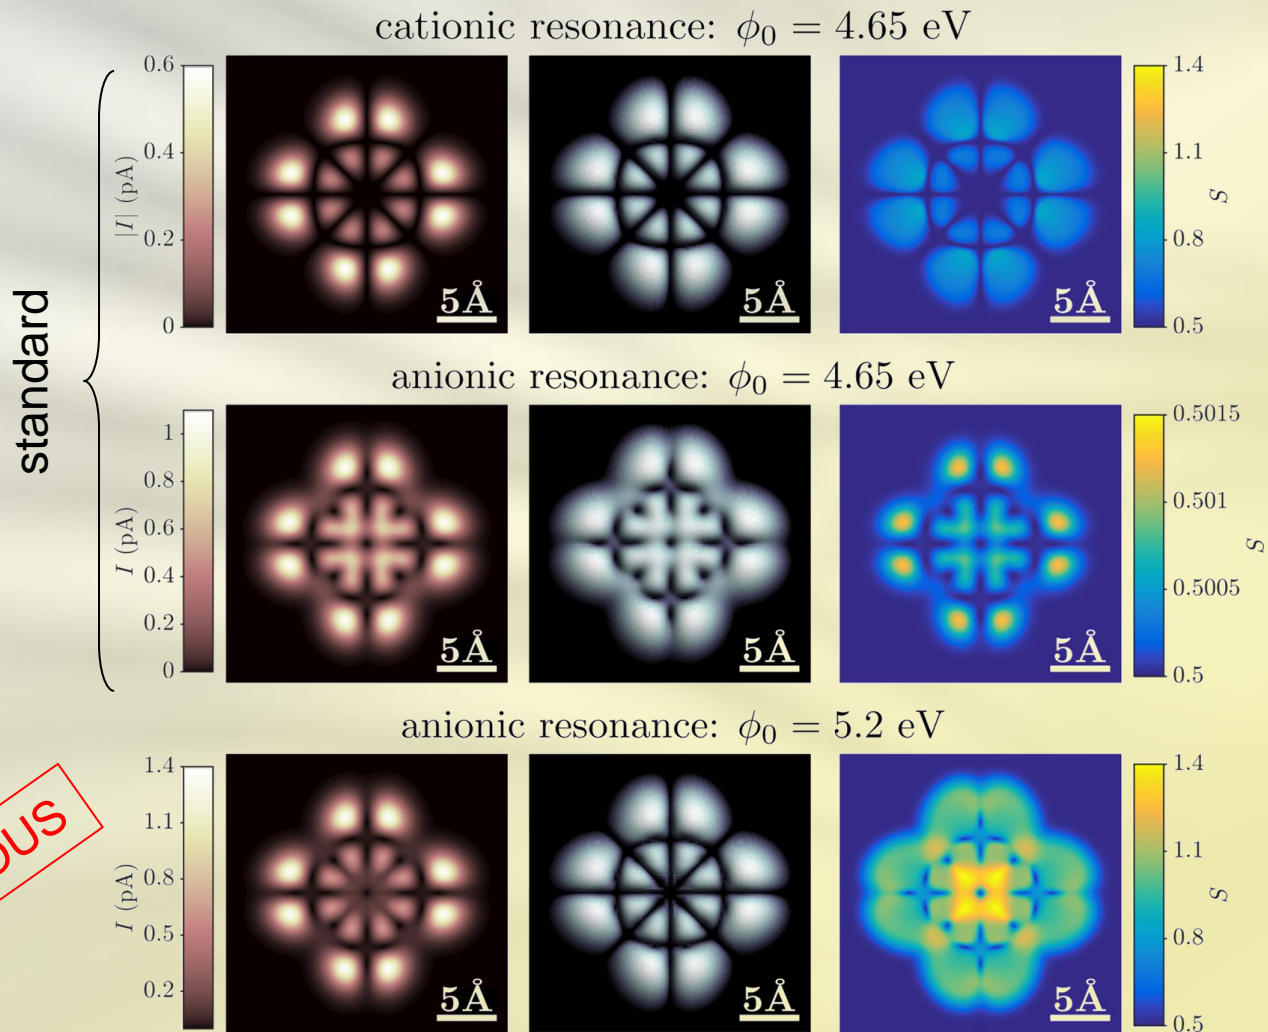 cationic resonance: ϕ₀ = 4.65 eV
standard
|I| (pA)
0.6
0.4
0.2
0
5Å
5Å
5Å
1.4
1.1
0.8
0.5
S
anionic resonance: ϕ₀ = 4.65 eV
I (pA)
1
0.8
0.6
0.4
0.2
0
5Å
5Å
5Å
0.5015
0.501
0.5005
0.5
S
anionic resonance: ϕ₀ = 5.2 eV
I (pA)
1.4
1.1
0.8
0.5
0.2
5Å
5Å
5Å
1.4
1.1
0.8
0.5
S